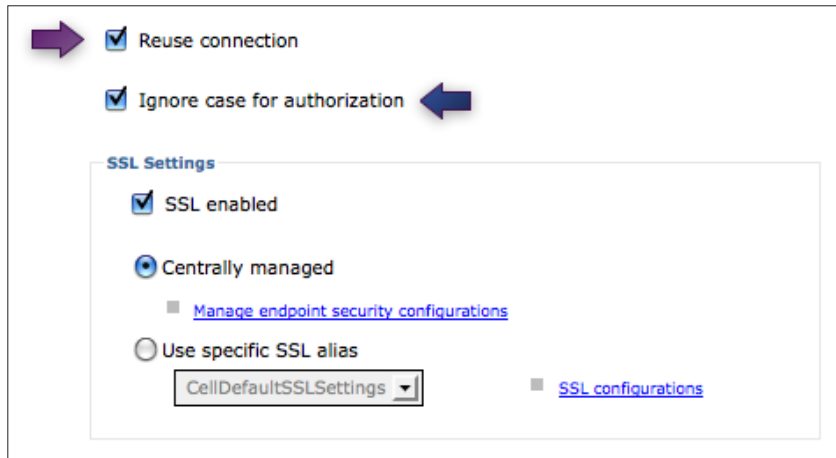 Reuse connection
Ignore case for authorization
SSL Settings
SSL enabled
Centrally managed
Manage endpoint security configurations
Use specific SSL alias
CellDefaultSSLSettings
SSL configurations